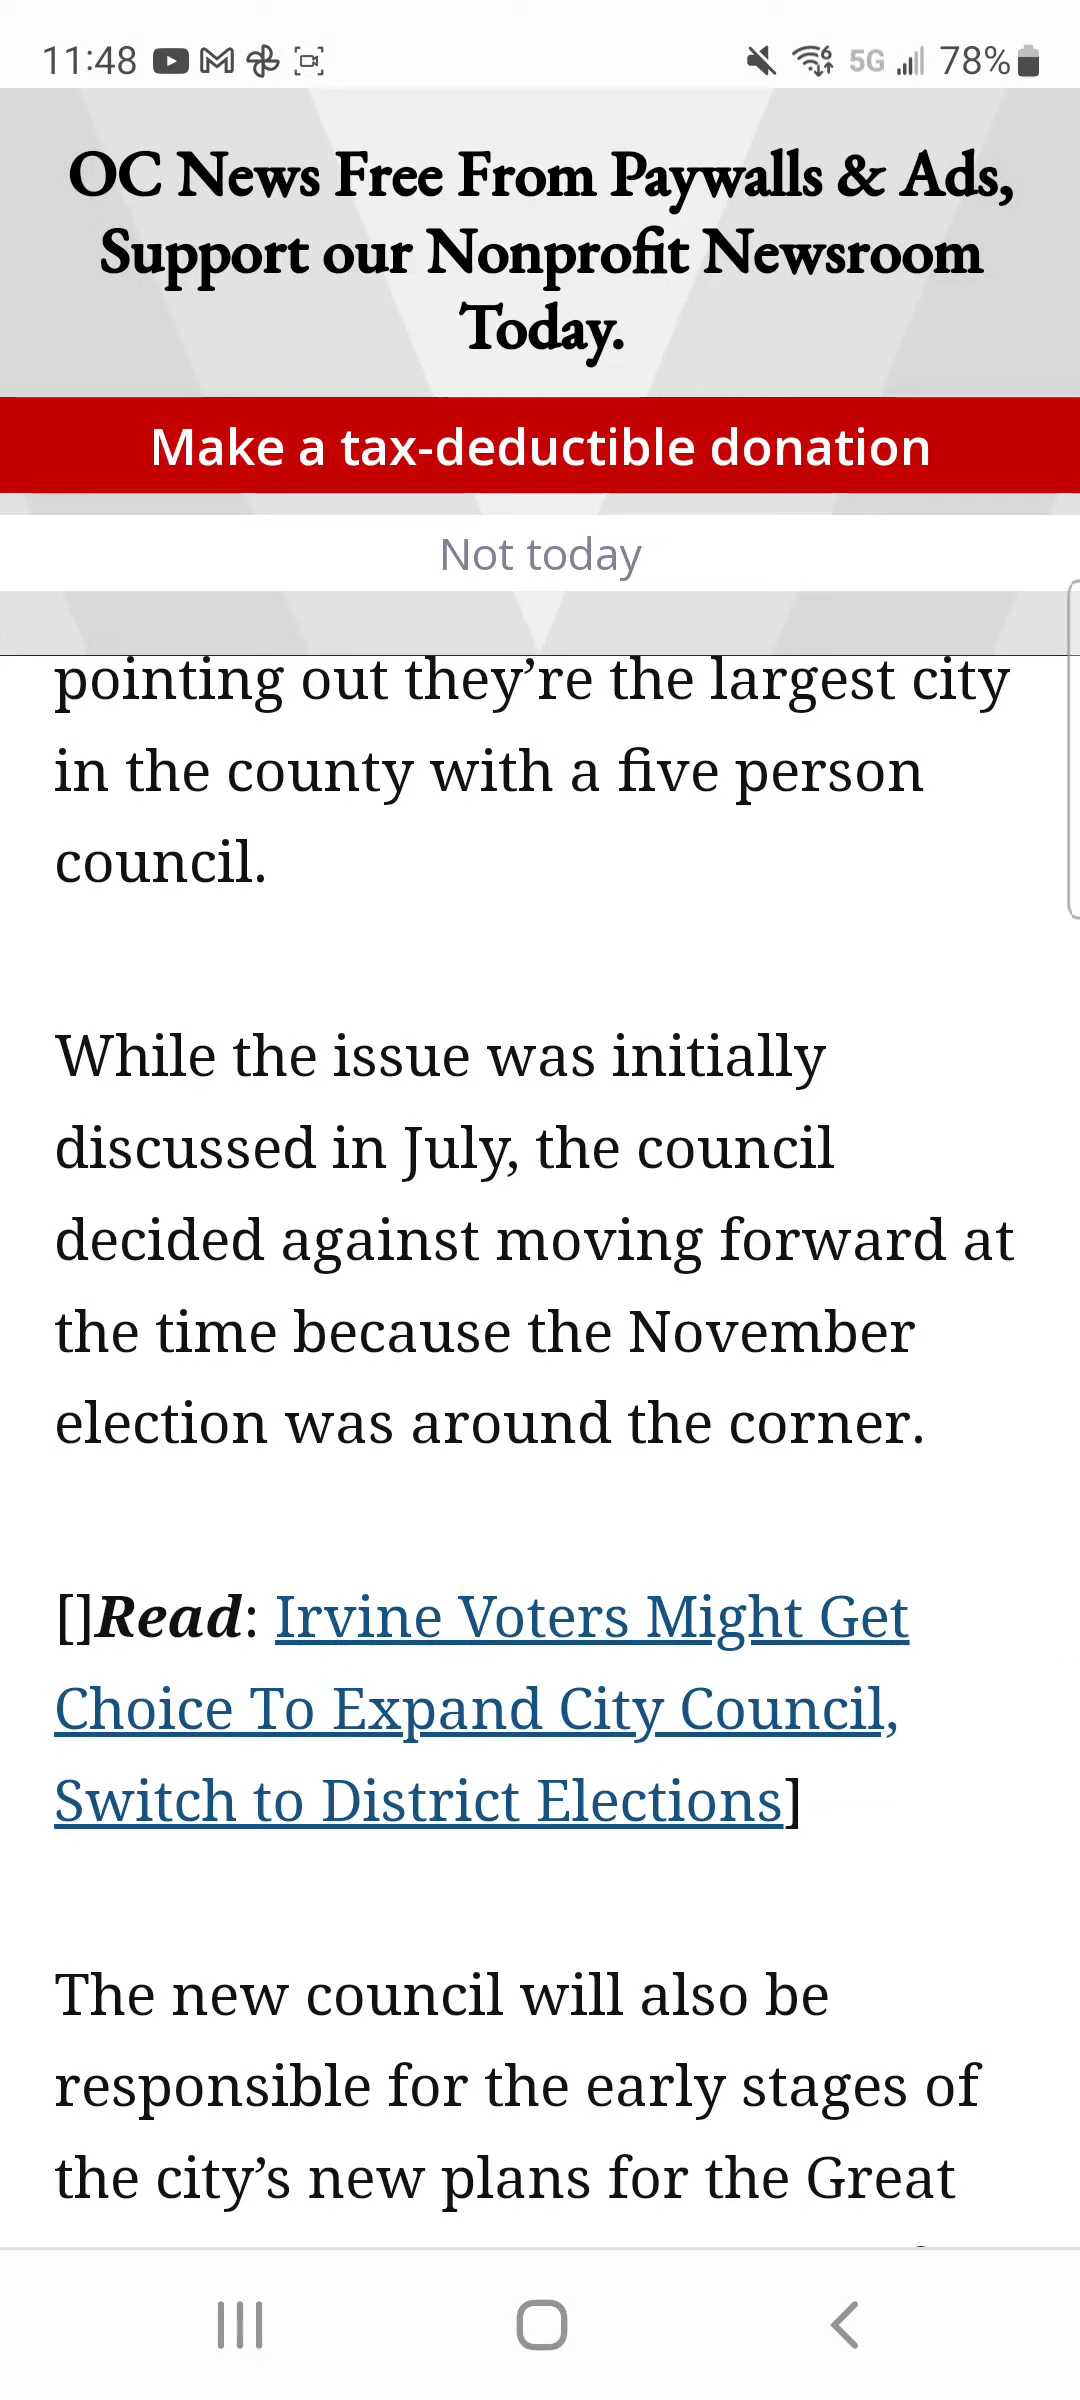 11:48 5G 78%
OC News Free From Paywalls & Ads,
Support our Nonprofit Newsroom
Today.
Make a tax-deductible donation
Not today
pointing out they’re the largest city
in the county with a five person
council.
While the issue was initially
discussed in July, the council
decided against moving forward at
the time because the November
election was around the corner.
[]Read: Irvine Voters Might Get
Choice To Expand City Council,
Switch to District Elections]
The new council will also be
responsible for the early stages of
the city’s new plans for the Great